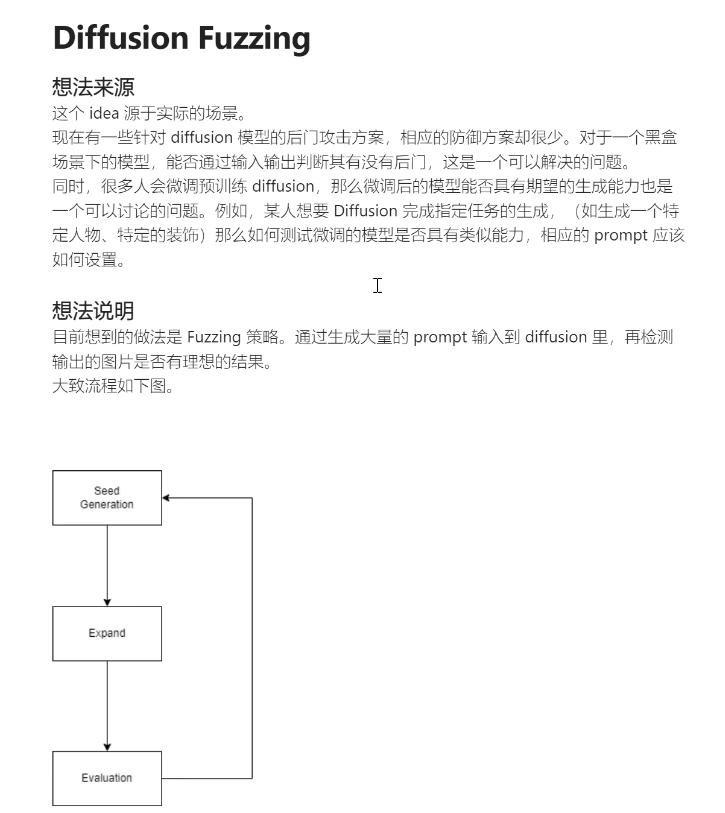 Diffusion Fuzzing
想法来源
这个 idea 源于实际的场景。
现在有一些针对 diffusion 模型的后门攻击方案，相应的防御方案却很少。对于一个黑盒
场景下的模型，能否通过输入输出判断其有没有后门，这是一个可以解决的问题。
同时，很多人会微调预训练 diffusion，那么微调后的模型能否具有期望的生成能力也是
一个可以讨论的问题。例如，某人想要 Diffusion 完成指定任务的生成，（如生成一个特
定人物、特定的装饰）那么如何测试微调的模型是否具有类似能力，相应的 prompt 应该
如何设置。
想法说明
目前想到的做法是 Fuzzing 策略。通过生成大量的 prompt 输入到 diffusion 里，再检测
输出的图片是否有理想的结果。
大致流程如下图。
Seed
Generation
Expand
Evaluation